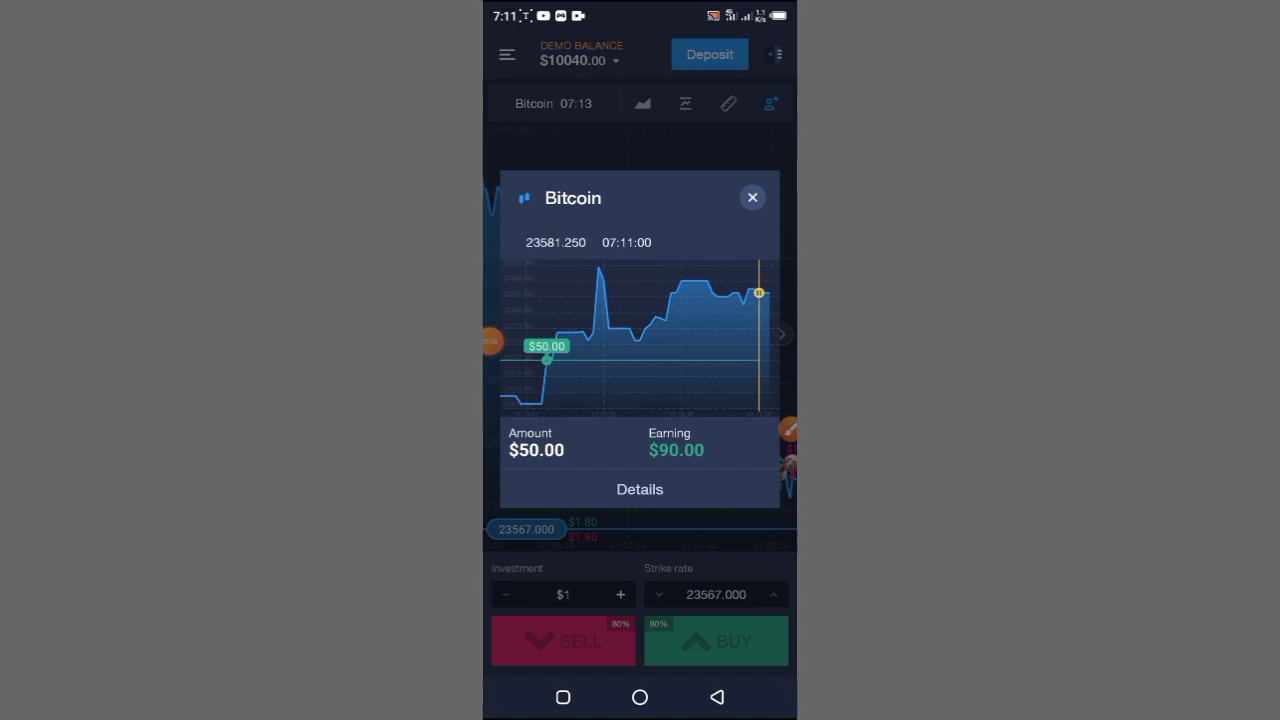 7:11
1.1
K/s
DEMO BALANCE
$10040.00
Deposit
Bitcoin 07:13
Bitcoin
23581.250 07:11:00
$50.00
Amount
Earning
$50.00
$90.00
Details
23567.000
$1.80
$1.80
Investment
Strike rate
$1
23567.000
80%
SELL
80%
BUY